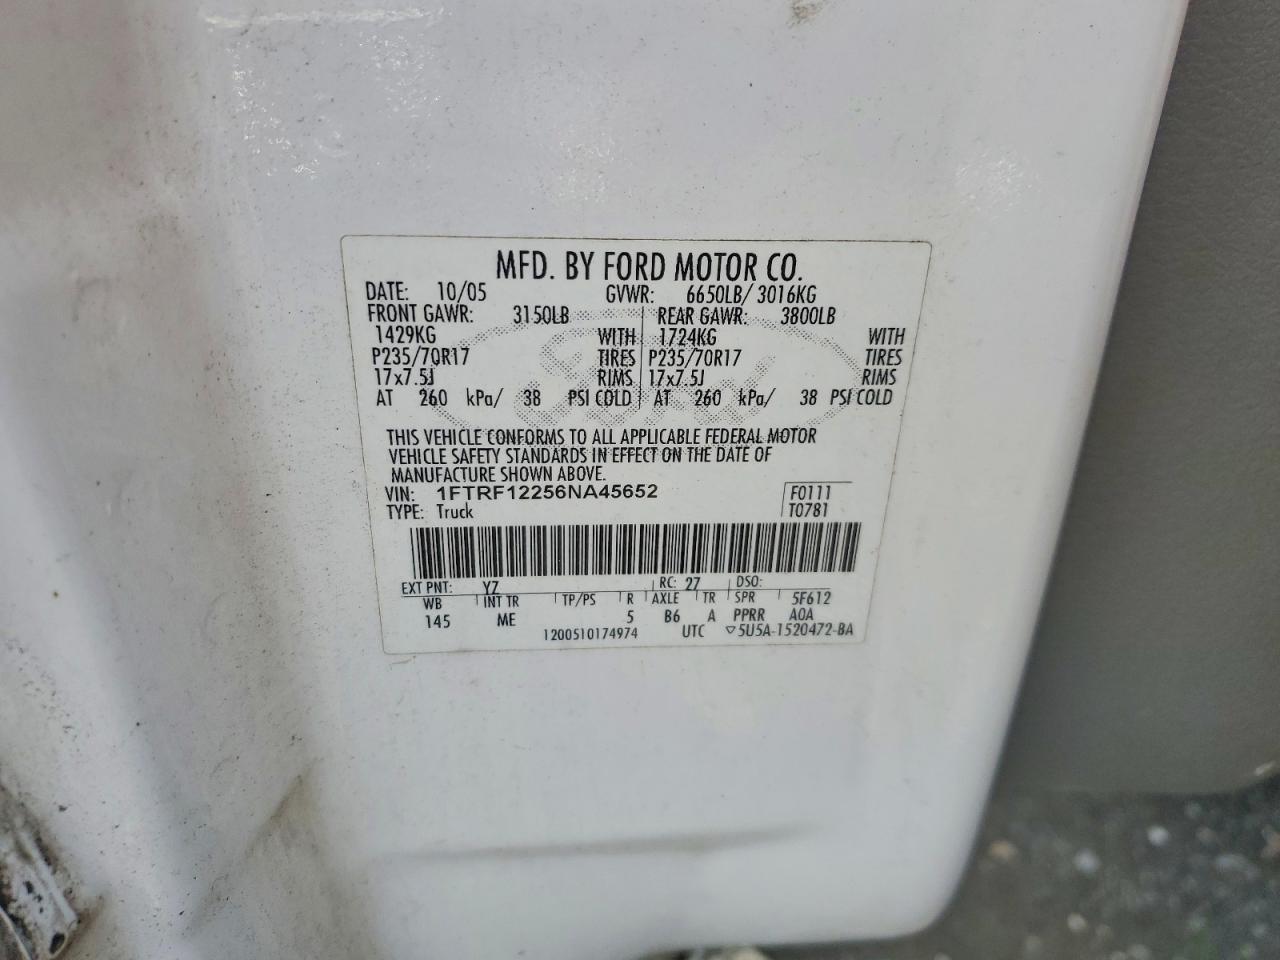 MFD. BY FORD MOTOR CO.
DATE: 10/05 GVWR: 6650LB/ 3016KG
FRONT GAWR: 3150LB REAR GAWR: 3800LB
1429KG WITH 1724KG WITH
P235/70R17 TIRES P235/70R17 TIRES
17x7.5J RIMS 17x7.5J RIMS
AT 260 kPa/ 38 PSI COLD AT 260 kPa/ 38 PSI COLD
THIS VEHICLE CONFORMS TO ALL APPLICABLE FEDERAL MOTOR
VEHICLE SAFETY STANDARDS IN EFFECT ON THE DATE OF
MANUFACTURE SHOWN ABOVE.
VIN: 1FTRF12256NA45652 F0111
TYPE: Truck T0781
EXT PNT: YZ RC: 27 DSO:
WB INT TR TP/PS R AXLE TR SPR 5F612
145 ME 5 B6 A PPRR A0A
1200510174974 UTC ▽5U5A-1520472-BA